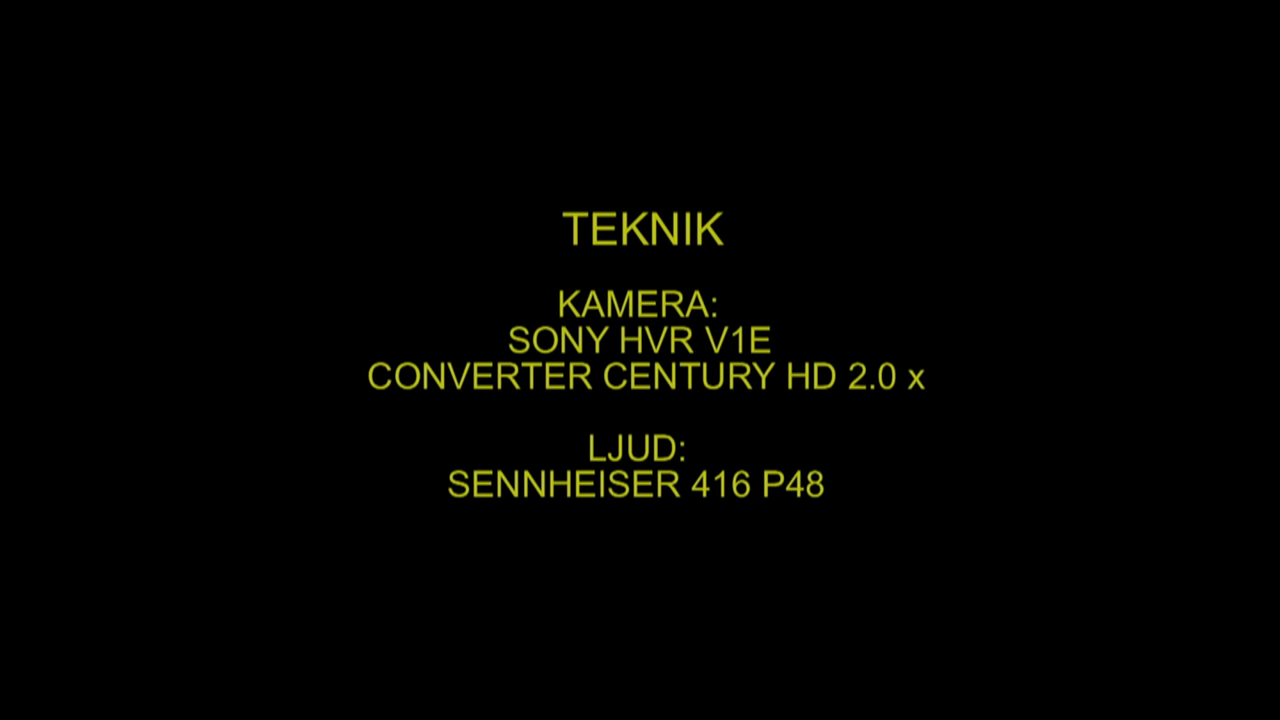 TEKNIK
KAMERA:
SONY HVR V1E
CONVERTER CENTURY HD 2.0 x
LJUD:
SENNHEISER 416 P48